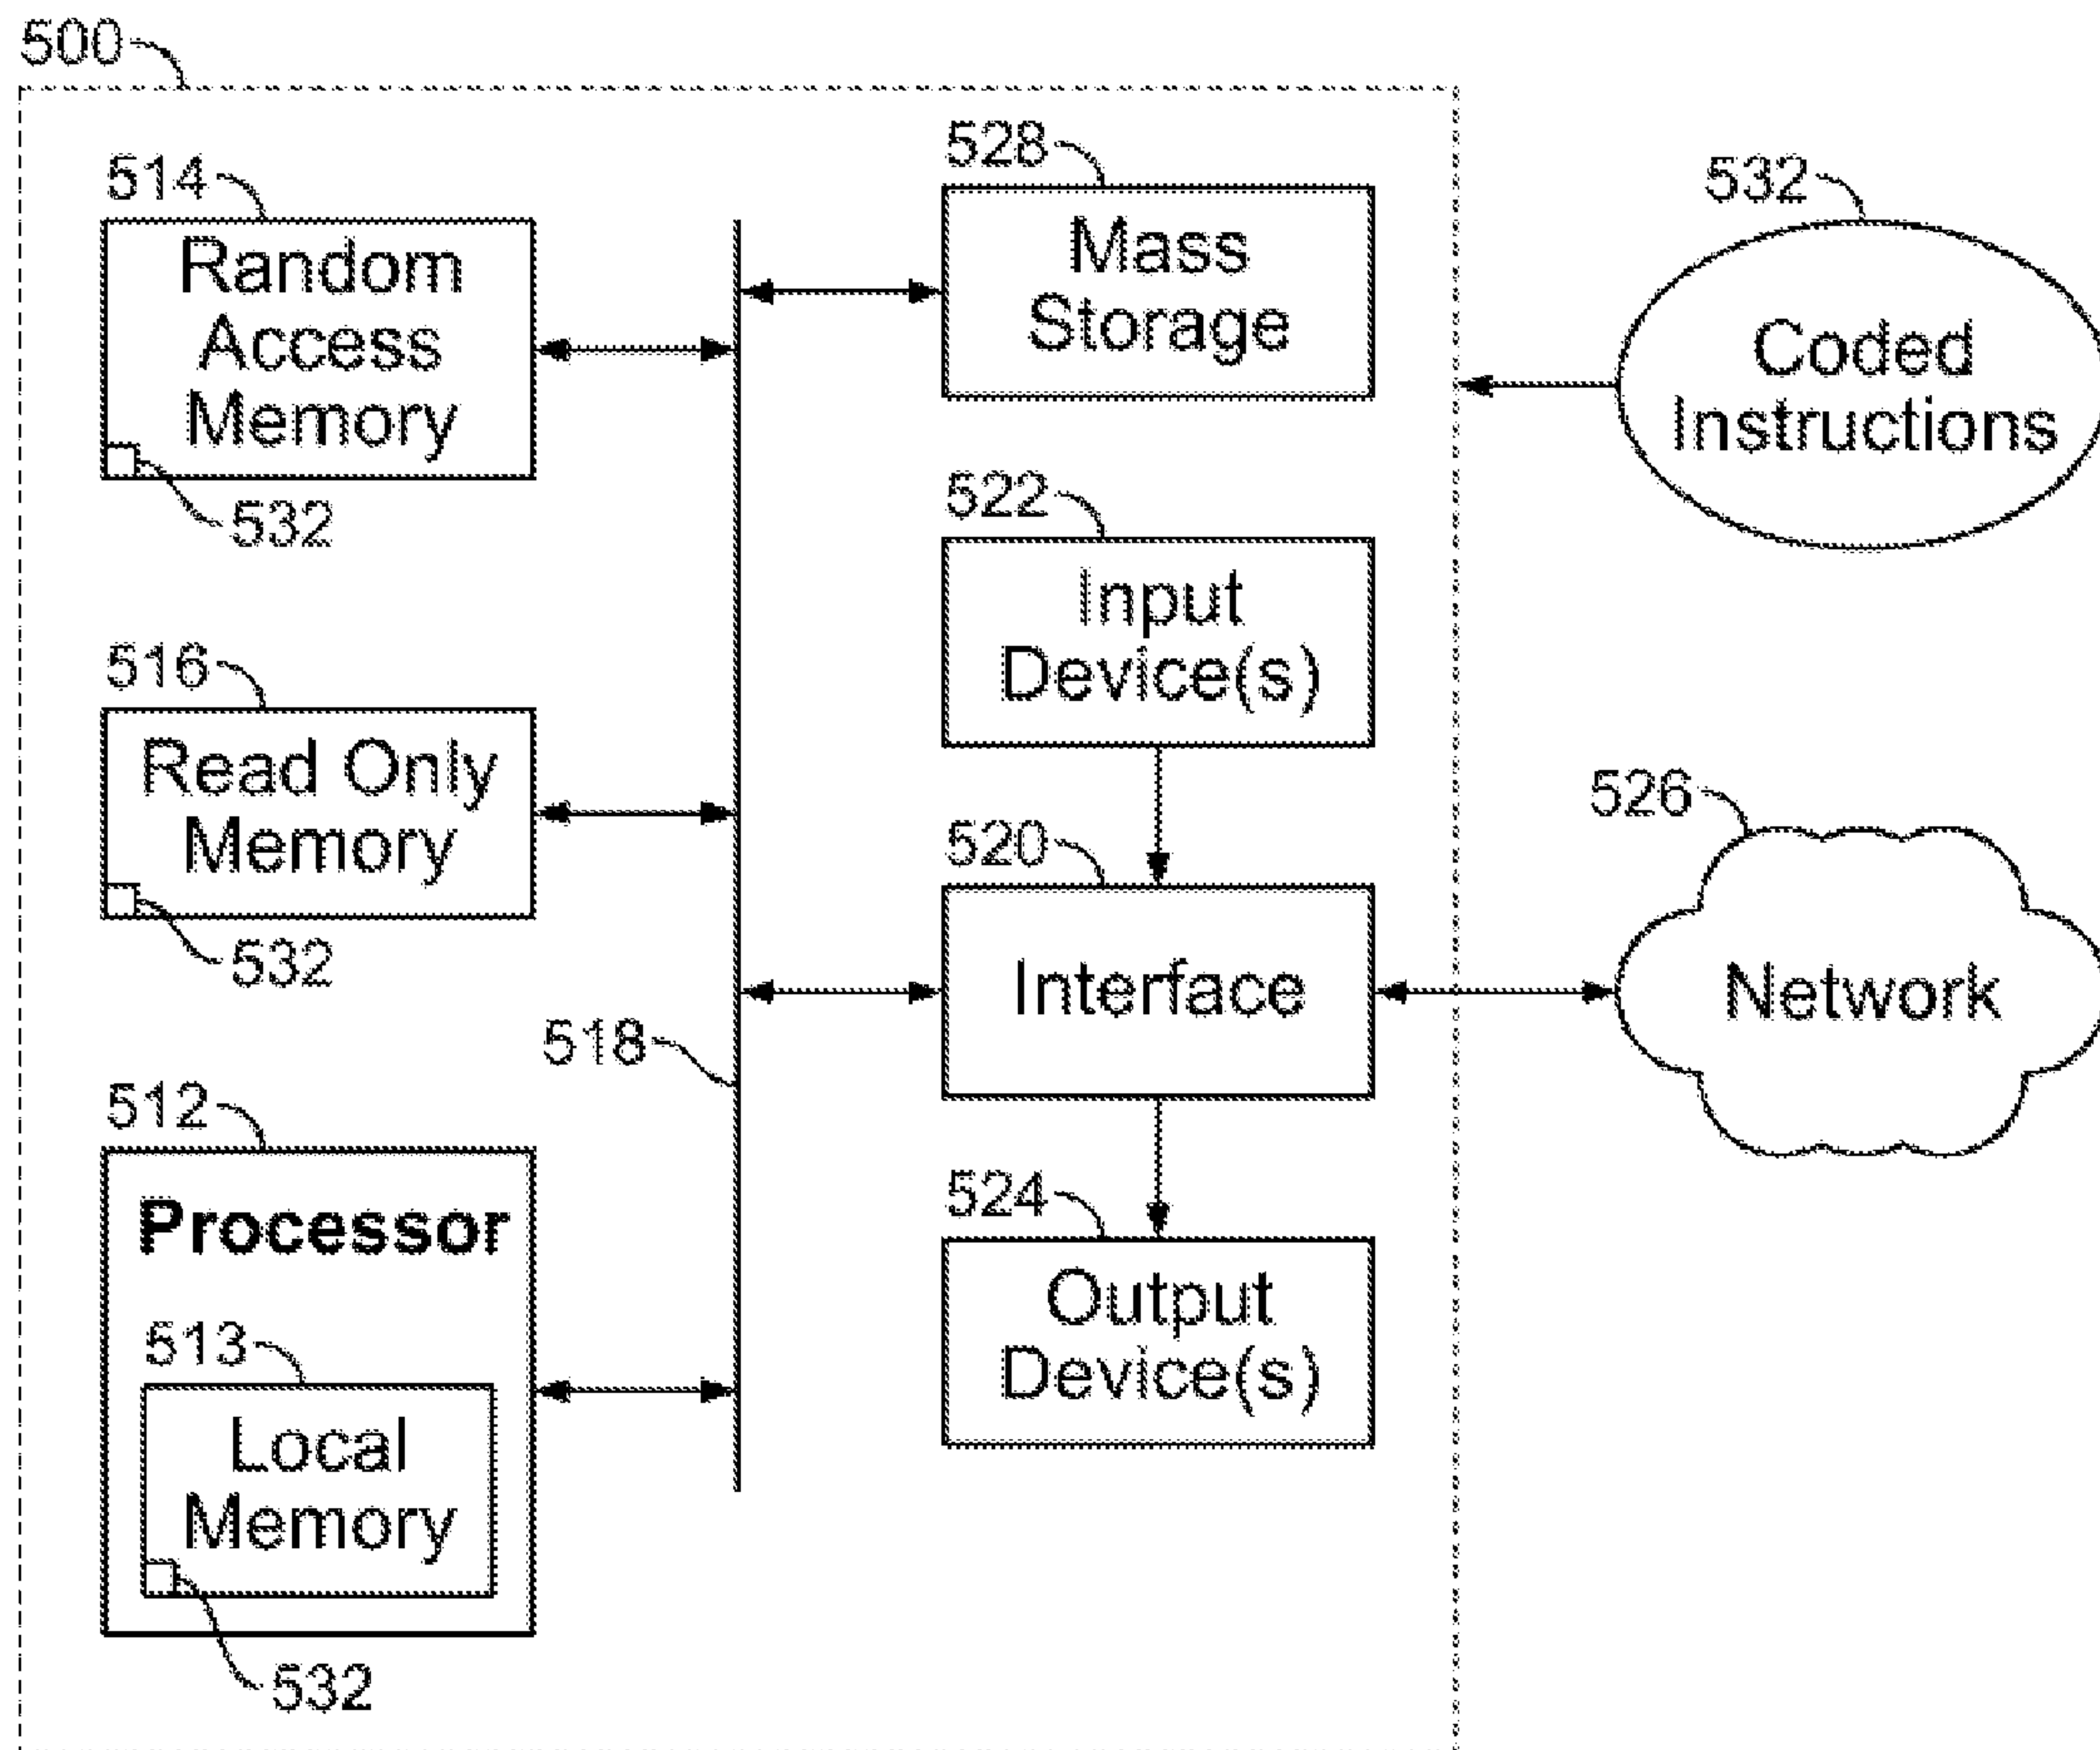 500
514
Random
Access
Memory
532
516
Read Only
Memory
532
518
512
Processor
513
Local
Memory
532
528
Mass
Storage
522
Input
Device(s)
520
Interface
524
Output
Device(s)
532
Coded
Instructions
526
Network